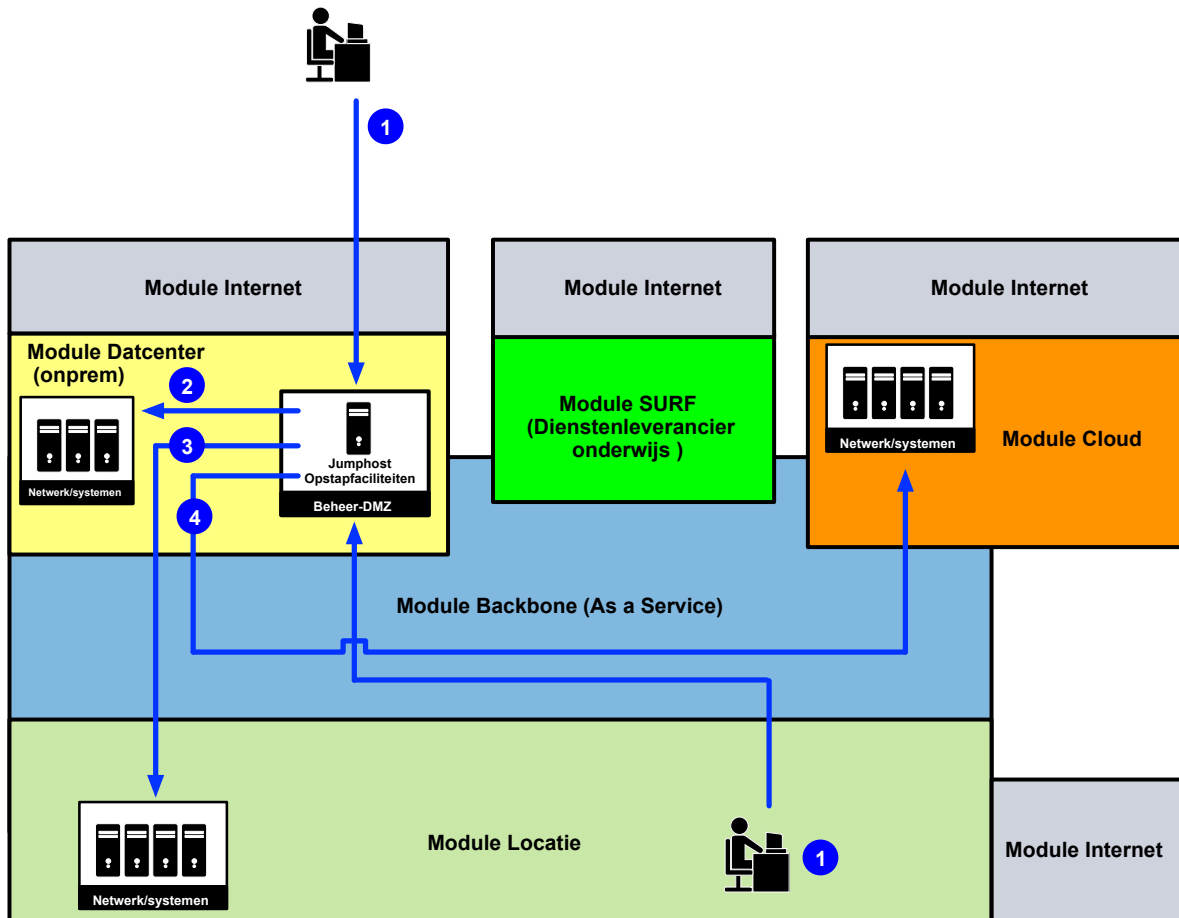 1
Module Internet
Module Internet
Module Internet
Module Datcenter
(onprem)
2
3
4
Netwerk/systemen
Jumphost
Opstapfaciliteiten
Beheer-DMZ
Module SURF
(Dienstenleverancier
onderwijs )
Netwerk/systemen
Module Cloud
Module Backbone (As a Service)
Netwerk/systemen
Module Locatie
1
Module Internet